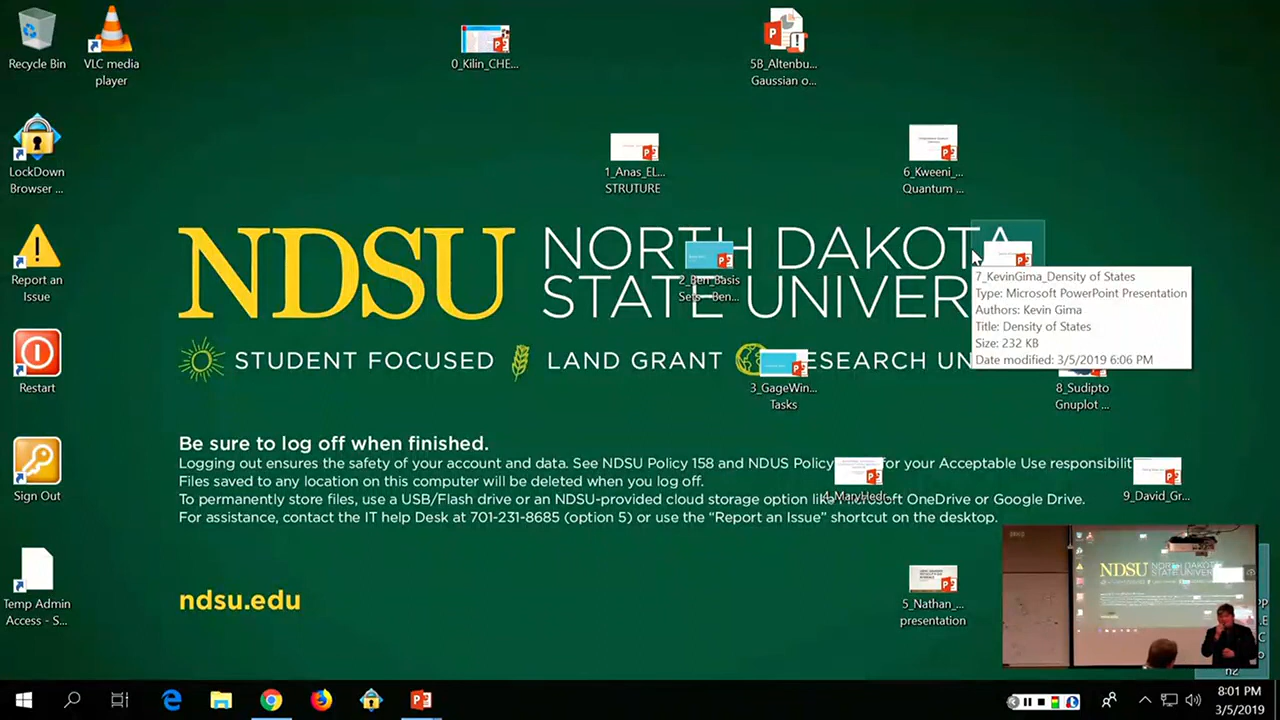 Recycle Bin
VLC media
player
0_Kilin_CHE...
5B_Altenbu...
Gaussian o...
LockDown
Browser ...
1_Anas_EL...
STRUTURE
6_Kweeni_...
Quantum ...
Report an
Issue
NDSU
NORTH DAKOTA
STATE UNIVER
2_Ben_Basis
Sets - Ben...
7_KevinGima_Density of States
Type: Microsoft PowerPoint Presentation
Authors: Kevin Gima
Title: Density of States
Size: 232 KB
Date modified: 3/5/2019 6:06 PM
STUDENT FOCUSED
LAND GRANT
ESEARCH UN
Restart
3_GageWin...
Tasks
8_Sudipto
Gnuplot ...
Be sure to log off when finished.
Logging out ensures the safety of your account and data. See NDSU Policy 158 and NDUS Policy for your Acceptable Use responsibilit
Files saved to any location on this computer will be deleted when you log off.
To permanently store files, use a USB/Flash drive or an NDSU-provided cloud storage option like Microsoft OneDrive or Google Drive.
For assistance, contact the IT help Desk at 701-231-8685 (option 5) or use the “Report an Issue” shortcut on the desktop.
Sign Out
4_MaryHedr...
9_David_Gr...
Temp Admin
Access - S...
ndsu.edu
5_Nathan_...
presentation
NDSU
8:01 PM
3/5/2019